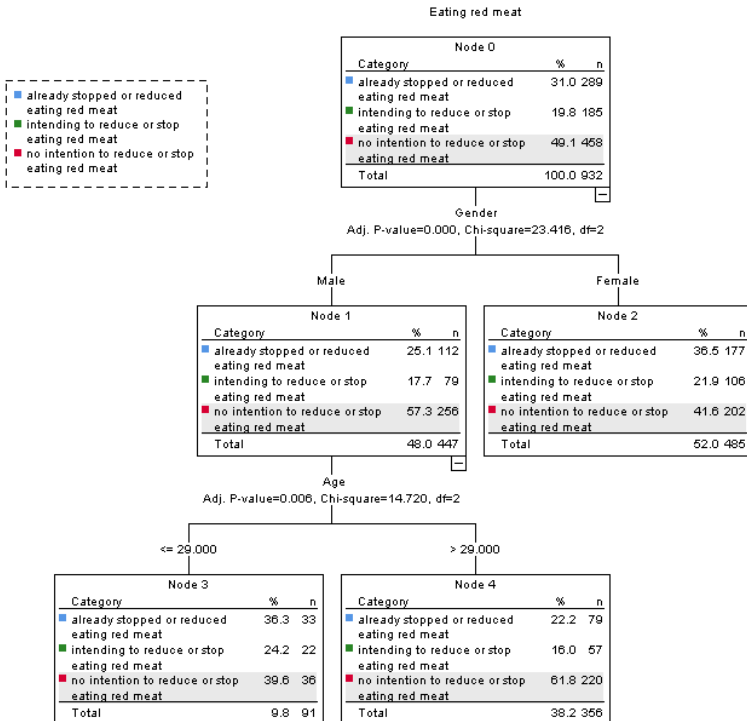 Eating red meat
already stopped or reduced
eating red meat
intending to reduce or stop
eating red meat
no intention to reduce or stop
eating red meat
Node 0
Category % n
already stopped or reduced 31.0 289
eating red meat
intending to reduce or stop 19.8 185
eating red meat
no intention to reduce or stop 49.1 458
eating red meat
Total 100.0 932
Gender
Adj. P-value=0.000, Chi-square=23.416, df=2
Male
Female
Node 1
Category % n
already stopped or reduced 25.1 112
eating red meat
intending to reduce or stop 17.7 79
eating red meat
no intention to reduce or stop 57.3 256
eating red meat
Total 48.0 447
Node 2
Category % n
already stopped or reduced 36.5 177
eating red meat
intending to reduce or stop 21.9 106
eating red meat
no intention to reduce or stop 41.6 202
eating red meat
Total 52.0 485
Age
Adj. P-value=0.006, Chi-square=14.720, df=2
<= 29.000
> 29.000
Node 3
Category % n
already stopped or reduced 36.3 33
eating red meat
intending to reduce or stop 24.2 22
eating red meat
no intention to reduce or stop 39.6 36
eating red meat
Total 9.8 91
Node 4
Category % n
already stopped or reduced 22.2 79
eating red meat
intending to reduce or stop 16.0 57
eating red meat
no intention to reduce or stop 61.8 220
eating red meat
Total 38.2 356